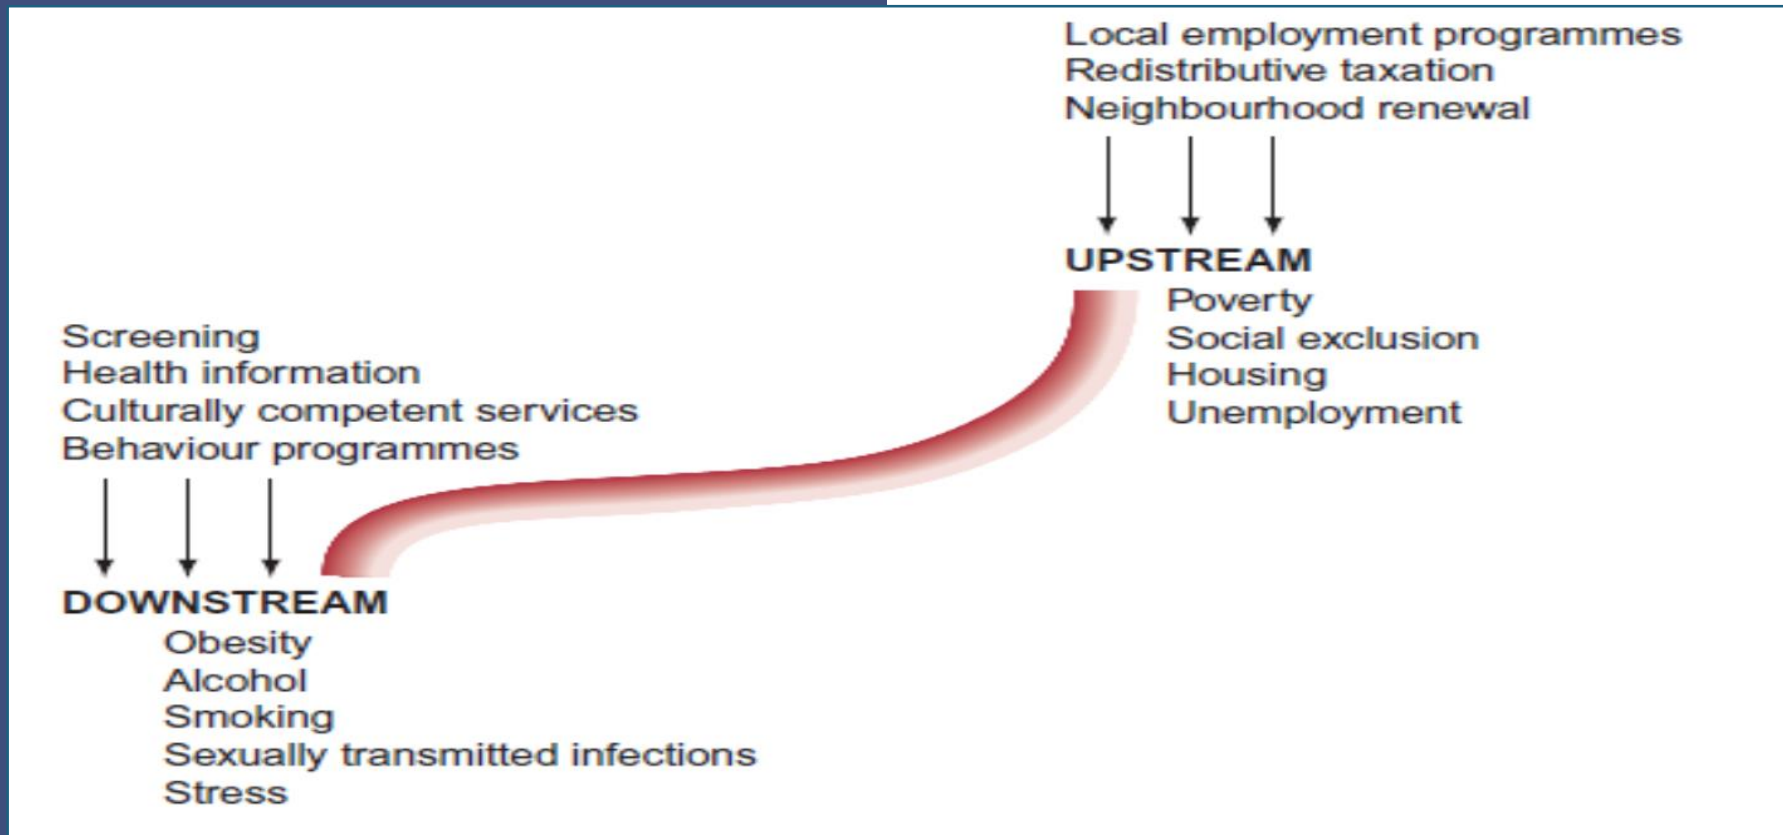 Local employment programmes
Redistributive taxation
Neighbourhood renewal
UPSTREAM
Poverty
Social exclusion
Housing
Unemployment
Screening
Health information
Culturally competent services
Behaviour programmes
DOWNSTREAM
Obesity
Alcohol
Smoking
Sexually transmitted infections
Stress